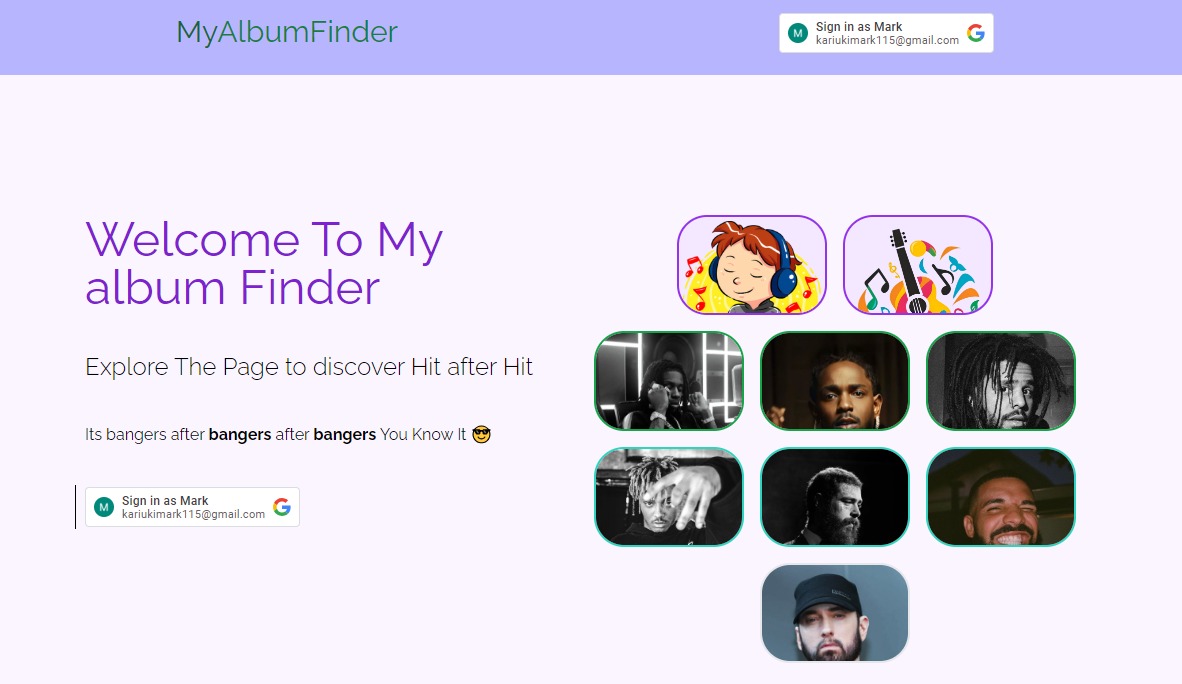 MyAlbumFinder
M
Sign in as Mark
kariukimark115@gmail.com
Welcome To My
album Finder
Explore The Page to discover Hit after Hit
Its bangers after bangers after bangers You Know It 😎
M
Sign in as Mark
kariukimark115@gmail.com